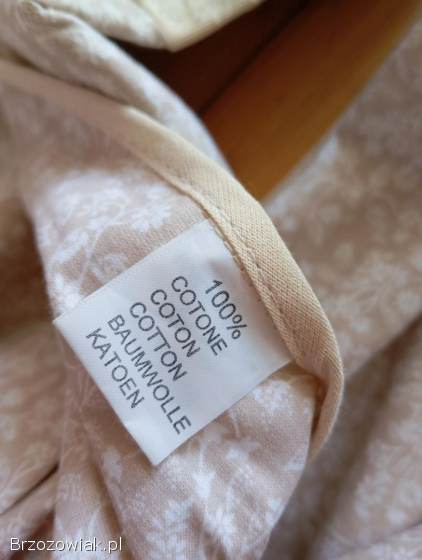 100%
COTONE
COTON
COTTON
BAUMWOLLE
KATOEN
Brzozowiak.pl